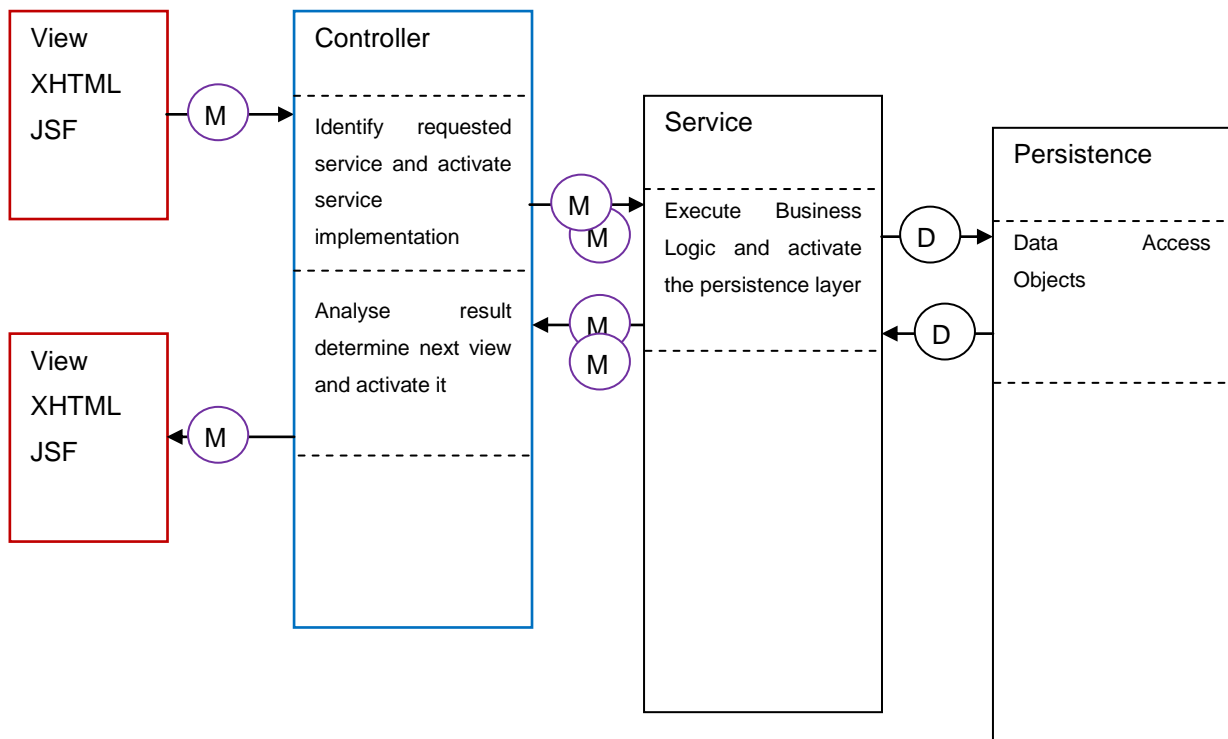 View
XHTML
JSF
M
Controller
Identify requested
service and activate
service
implementation
Analyse result
determine next view
and activate it
M
M
M
M
Service
Execute Business
Logic and activate
the persistence layer
D
D
Persistence
Data Access
Objects
View
XHTML
JSF
M